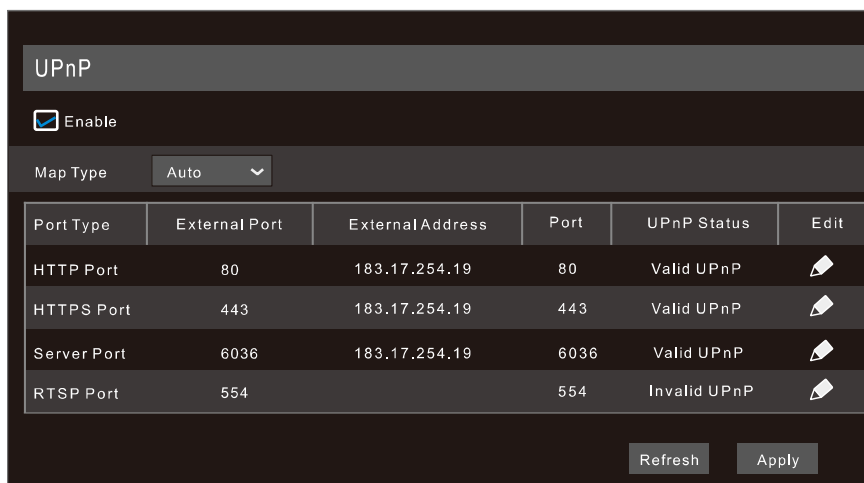 UPnP
Enable
Map Type Auto
Port Type External Port External Address Port UPnP Status Edit
HTTP Port 80 183.17.254.19 80 Valid UPnP
HTTPS Port 443 183.17.254.19 443 Valid UPnP
Server Port 6036 183.17.254.19 6036 Valid UPnP
RTSP Port 554 554 Invalid UPnP
Refresh Apply